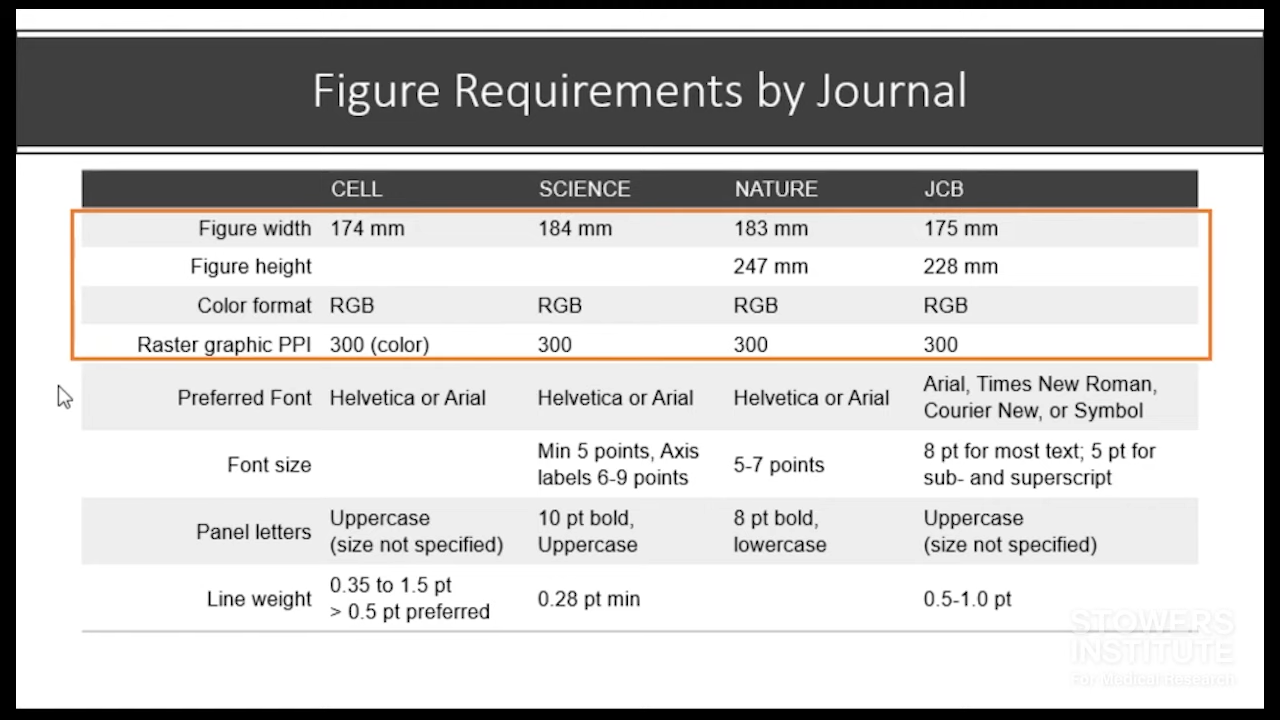 Figure Requirements by Journal
CELL SCIENCE NATURE JCB
Figure width 174 mm 184 mm 183 mm 175 mm
Figure height 247 mm 228 mm
Color format RGB RGB RGB RGB
Raster graphic PPI 300 (color) 300 300 300
Preferred Font Helvetica or Arial Helvetica or Arial Helvetica or Arial Arial, Times New Roman,
Courier New, or Symbol
Font size Min 5 points, Axis 5-7 points 8 pt for most text; 5 pt for
labels 6-9 points sub- and superscript
Panel letters Uppercase 10 pt bold, 8 pt bold, Uppercase
(size not specified) Uppercase lowercase (size not specified)
Line weight 0.35 to 1.5 pt 0.28 pt min 0.5-1.0 pt
> 0.5 pt preferred
STOWERS
INSTITUTE
For Medical Research